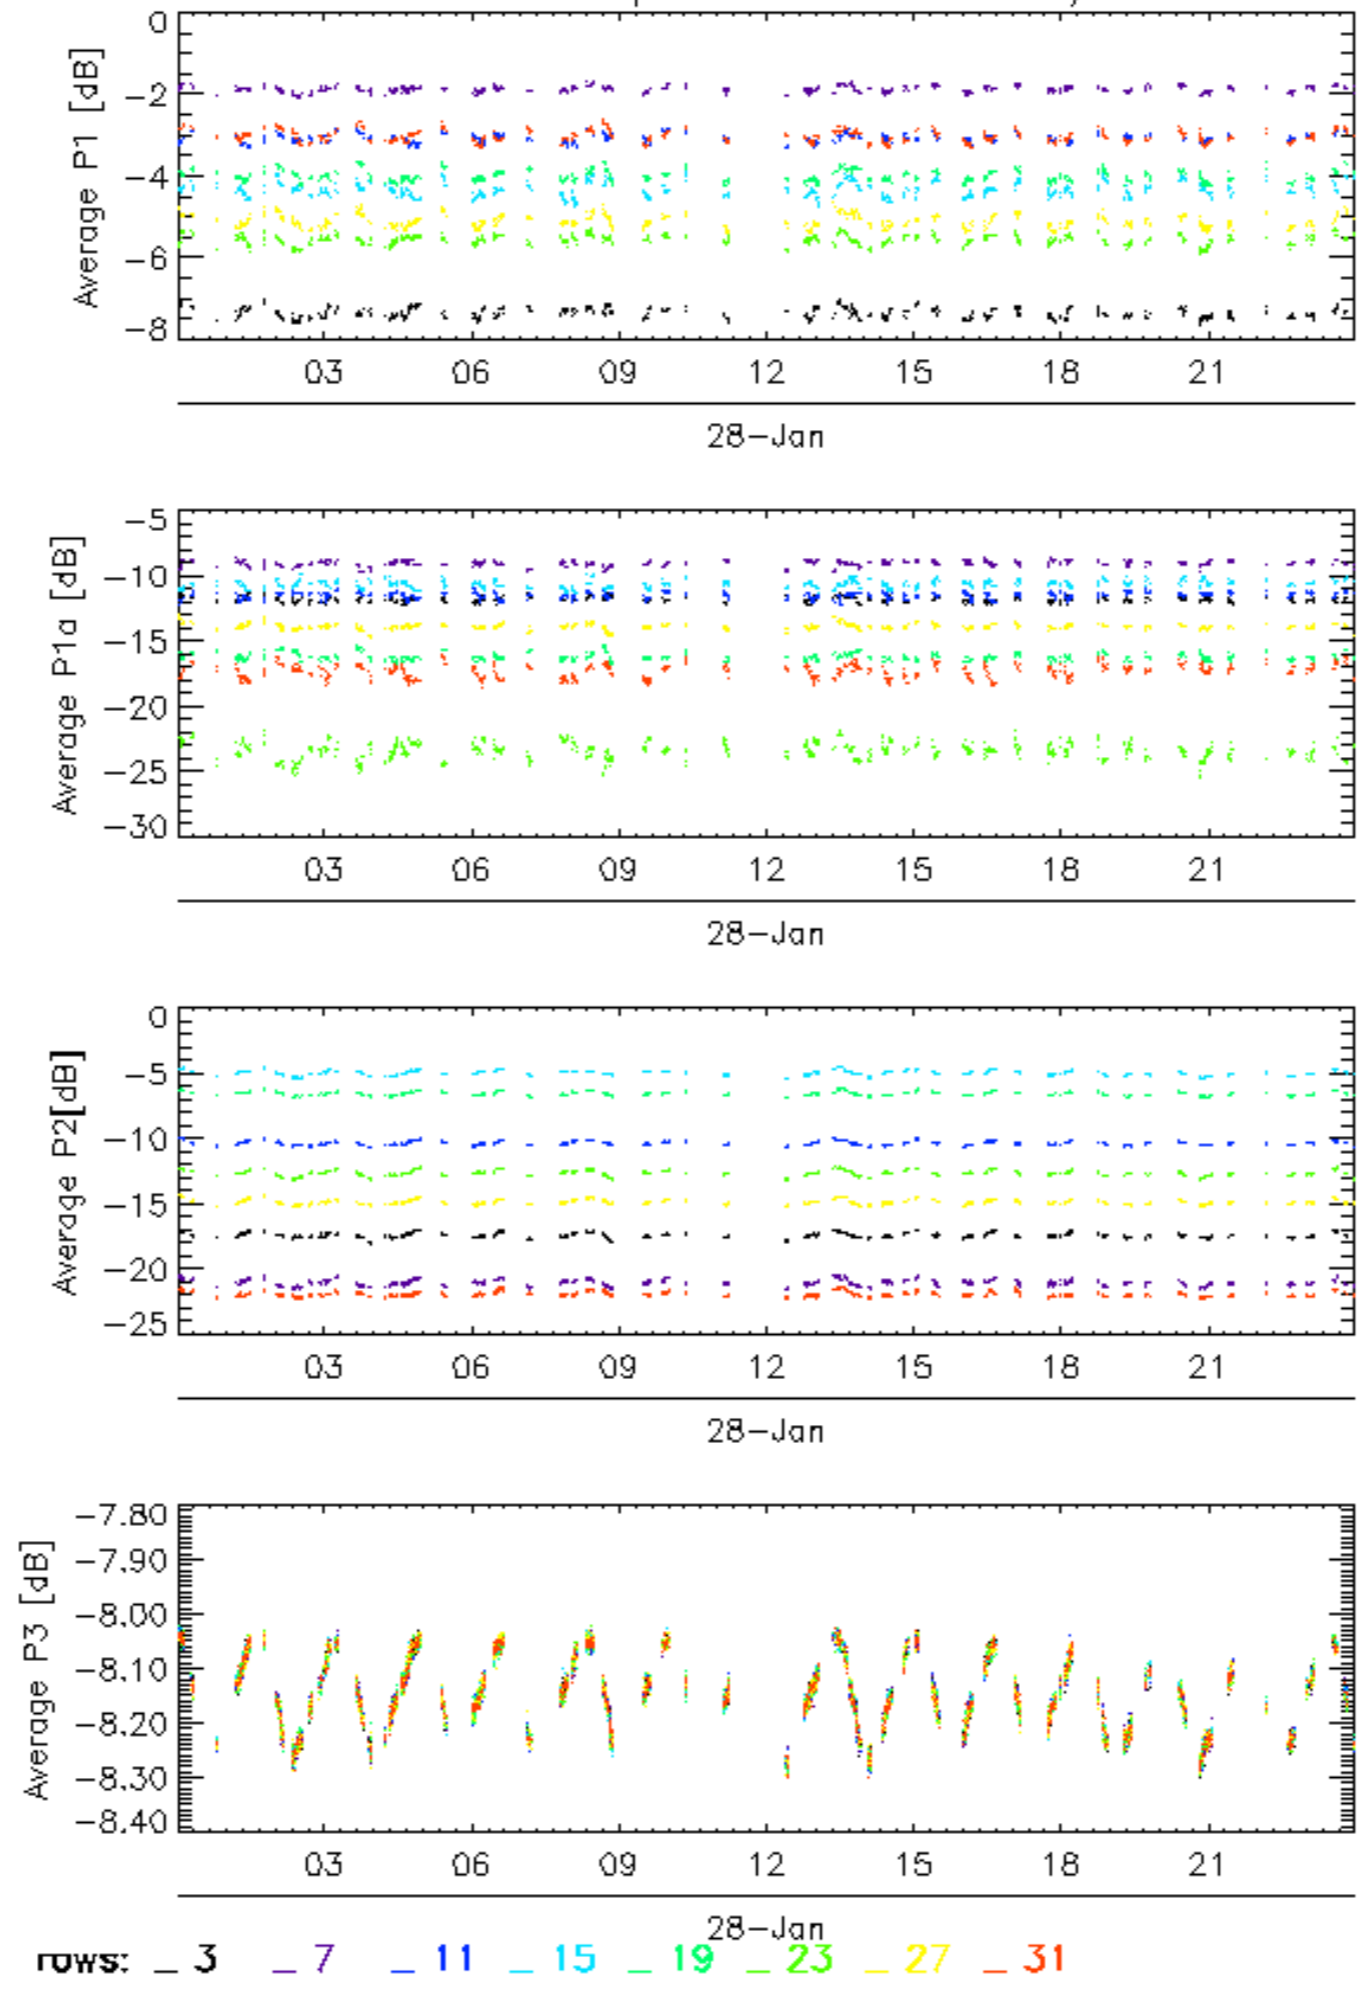 0
-2
-4
-6
-8
Average P1 [dB]
03 06 09 12 15 18 21
28-Jan
-5
-10
-15
-20
-25
-30
Average P1a [dB]
03 06 09 12 15 18 21
28-Jan
0
-5
-10
-15
-20
-25
Average P2[dB]
03 06 09 12 15 18 21
28-Jan
-7.80
-7.90
-8.00
-8.10
-8.20
-8.30
-8.40
Average P3 [dB]
03 06 09 12 15 18 21
28-Jan
rows: _ 3 _ 7 _ 11 _ 15 _ 19 _ 23 _ 27 _ 31